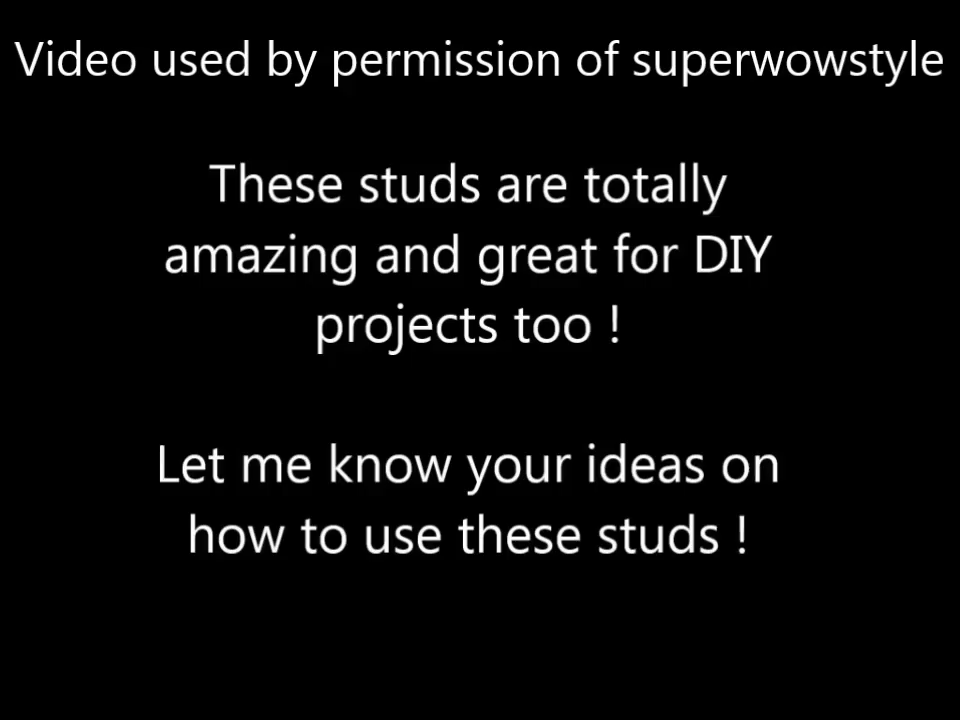 Video used by permission of superwowstyle
These studs are totally
amazing and great for DIY
projects too !
Let me know your ideas on
how to use these studs !